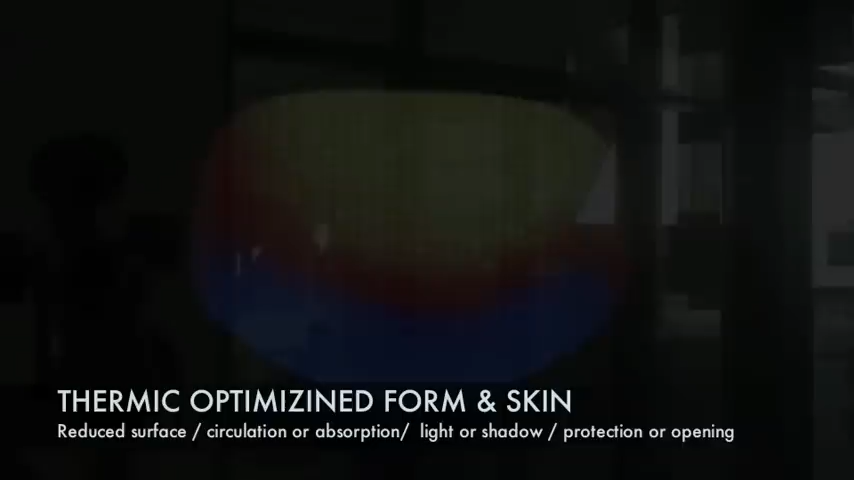 THERMIC OPTIMIZINED FORM & SKIN
Reduced surface / circulation or absorption/  light or shadow / protection or opening